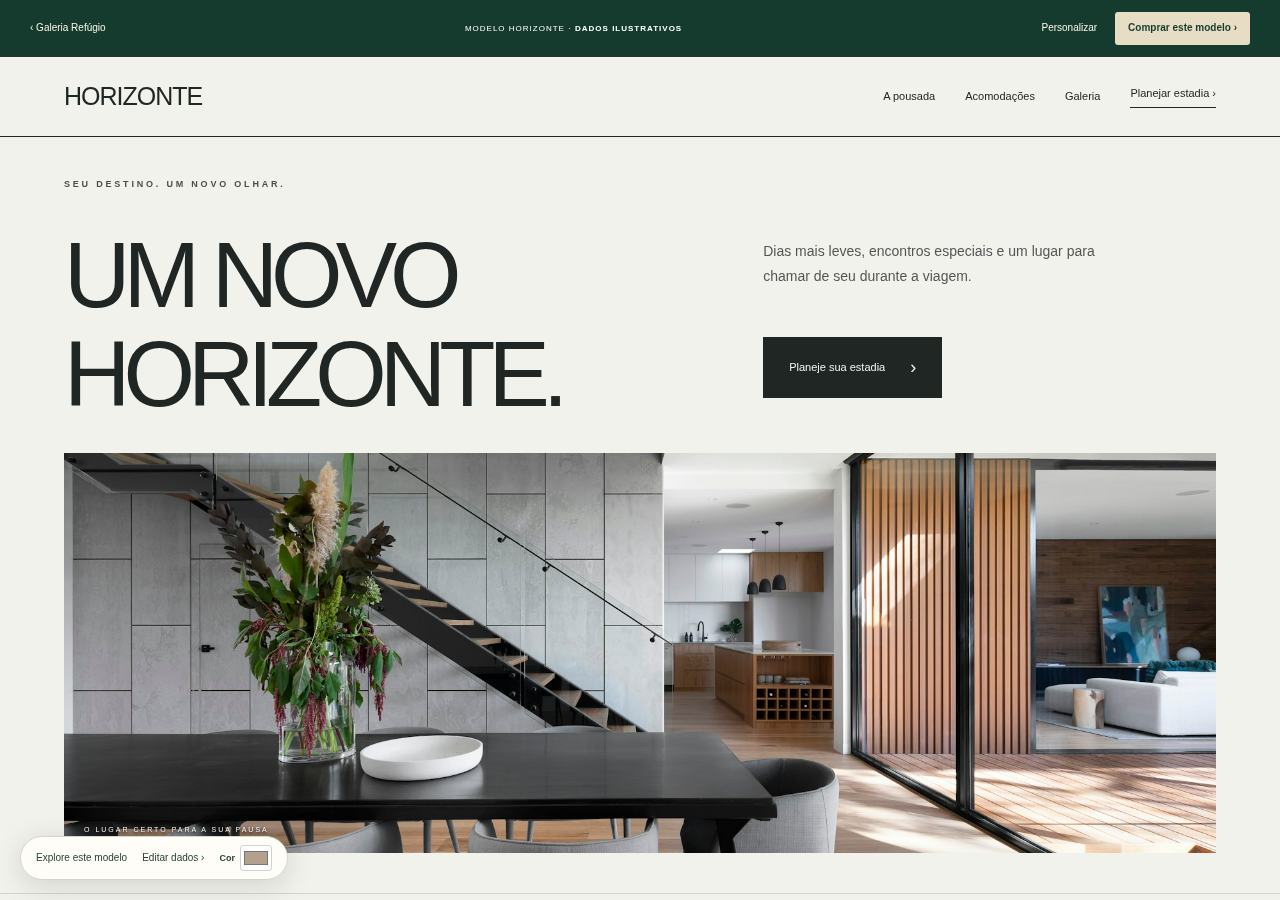 ‹ Galeria Refúgio
MODELO HORIZONTE · DADOS ILUSTRATIVOS
Personalizar
Comprar este modelo ›
HORIZONTE
A pousada
Acomodações
Galeria
Planejar estadia ›
SEU DESTINO. UM NOVO OLHAR.
UM NOVO
HORIZONTE.
Dias mais leves, encontros especiais e um lugar para
chamar de seu durante a viagem.
Planeje sua estadia ›
O LUGAR CERTO PARA A SUA PAUSA
Explore este modelo
Editar dados ›
Cor